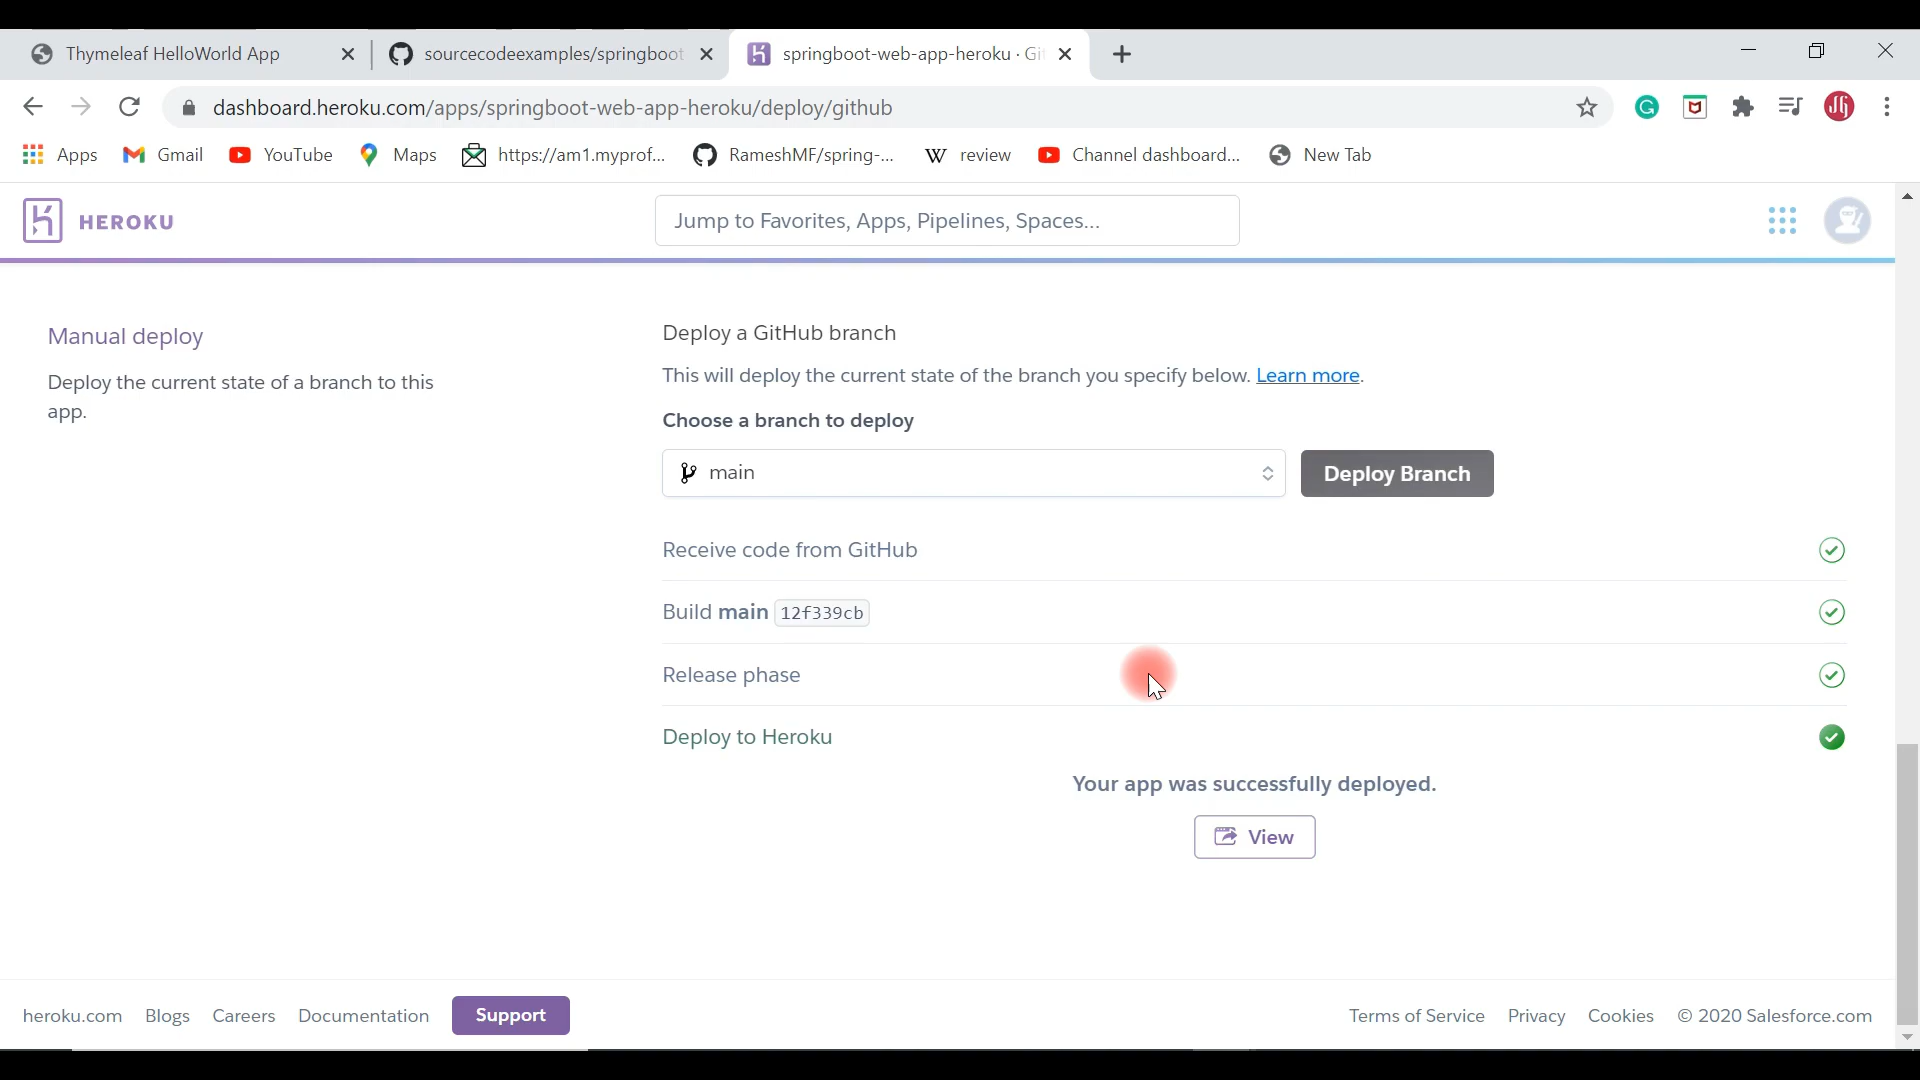 Thymeleaf HelloWorld App
sourcecodeexamples/springboot
springboot-web-app-heroku · Gi
dashboard.heroku.com/apps/springboot-web-app-heroku/deploy/github
Apps
Gmail
YouTube
Maps
https://am1.myprof...
RameshMF/spring-...
review
Channel dashboard...
New Tab
HEROKU
Jump to Favorites, Apps, Pipelines, Spaces...
Manual deploy
Deploy the current state of a branch to this
app.
Deploy a GitHub branch
This will deploy the current state of the branch you specify below. Learn more.
Choose a branch to deploy
main
Deploy Branch
Receive code from GitHub
Build main 12f339cb
Release phase
Deploy to Heroku
Your app was successfully deployed.
View
heroku.com Blogs Careers Documentation Support
Terms of Service Privacy Cookies © 2020 Salesforce.com